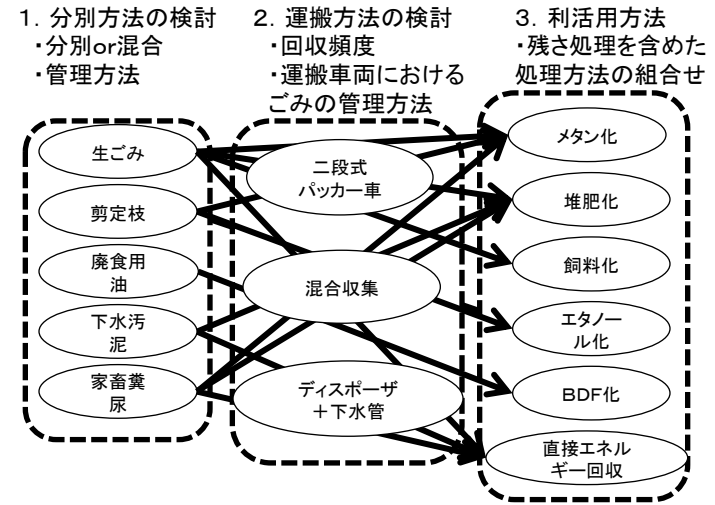 1．分別方法の検討
・分別or混合
・管理方法
2．運搬方法の検討
・回収頻度
・運搬車両における
ごみの管理方法
3．利活用方法
・残さ処理を含めた
処理方法の組合せ
生ごみ
剪定枝
廃食用
油
下水汚
泥
家畜糞
尿
二段式
パッカー車
混合収集
ディスポーザ
＋下水管
メタン化
堆肥化
飼料化
エタノー
ル化
BDF化
直接エネル
ギー回収